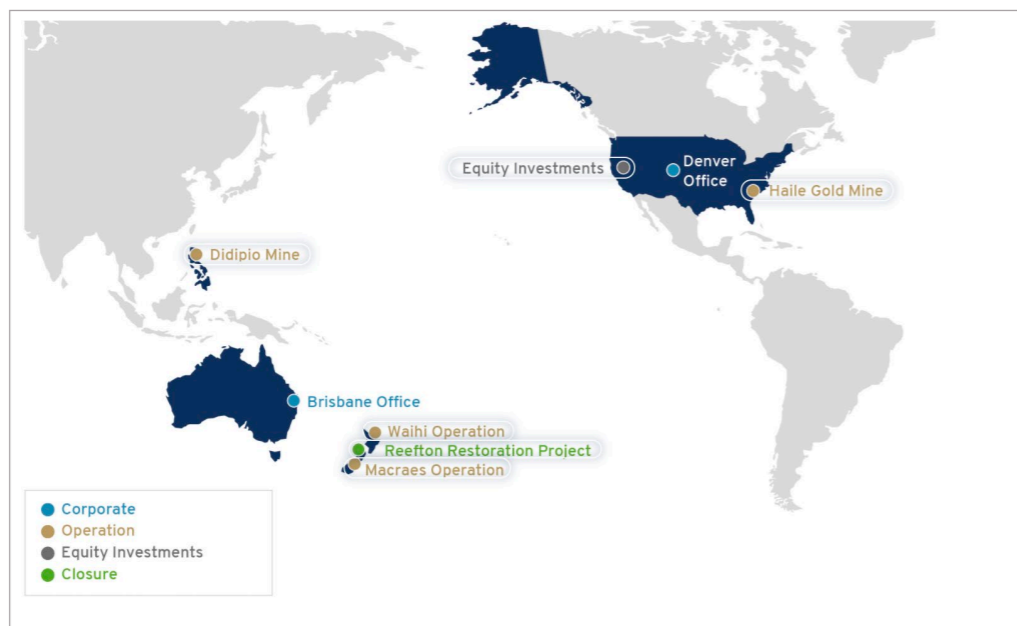 Equity Investments
Denver
Office
Haile Gold Mine
Didipio Mine
Brisbane Office
Waihi Operation
Reefton Restoration Project
Macraes Operation
Corporate
Operation
Equity Investments
Closure